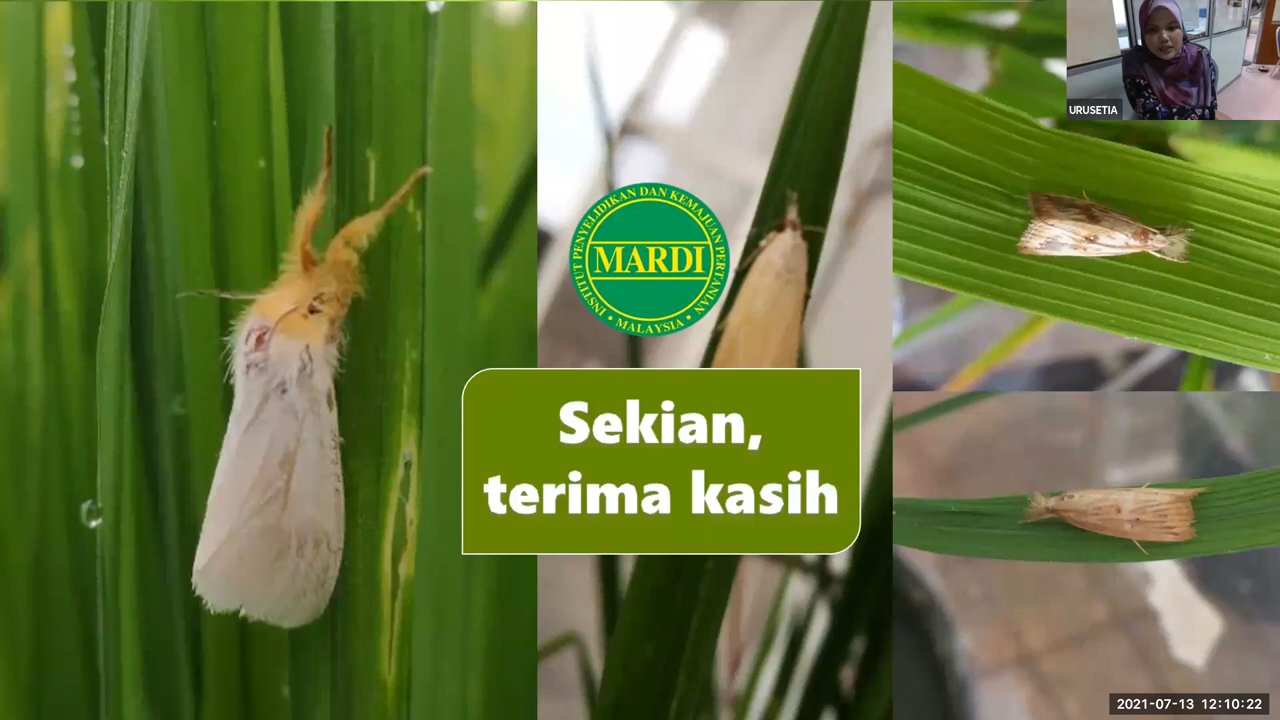 URUSETIA
INSTITUT PENYELIDIKAN DAN KEMAJUAN PERTANIAN
MARDI
• MALAYSIA •
Sekian,
terima kasih
2021-07-13 12:10:22